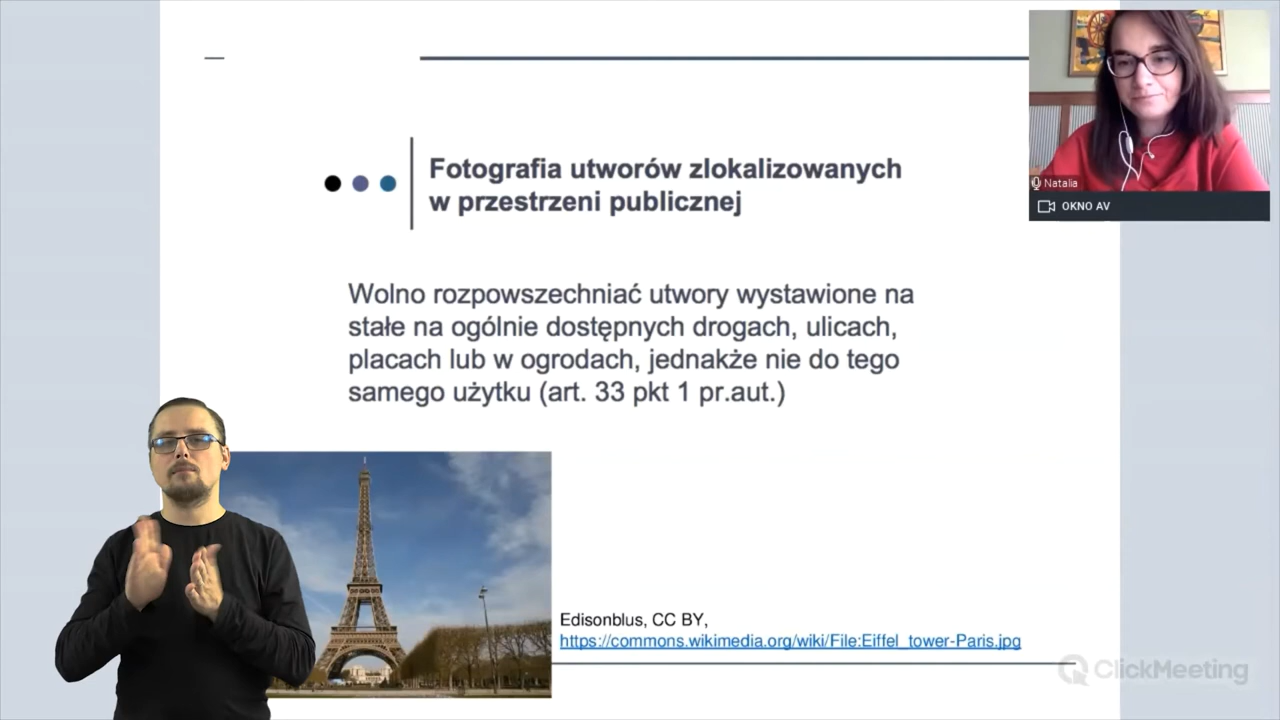 Fotografia utworów zlokalizowanych
w przestrzeni publicznej
Wolno rozpowszechniać utwory wystawione na
stałe na ogólnie dostępnych drogach, ulicach,
placach lub w ogrodach, jednakże nie do tego
samego użytku (art. 33 pkt 1 pr.aut.)
Edisonblus, CC BY,
https://commons.wikimedia.org/wiki/File:Eiffel_tower-Paris.jpg
Natalia
OKNO AV
ClickMeeting